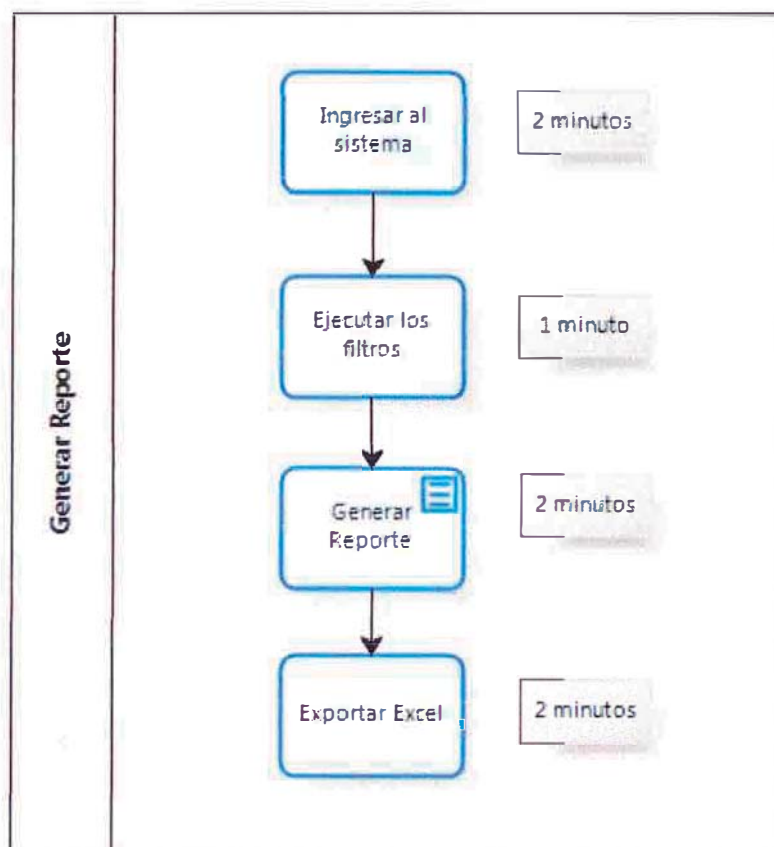 Generar Reporte
Ingresar al
sistema
2 minutos
Ejecutar los
filtros
1 minuto
Generar
Reporte
2 minutos
Exportar Excel
2 minutos